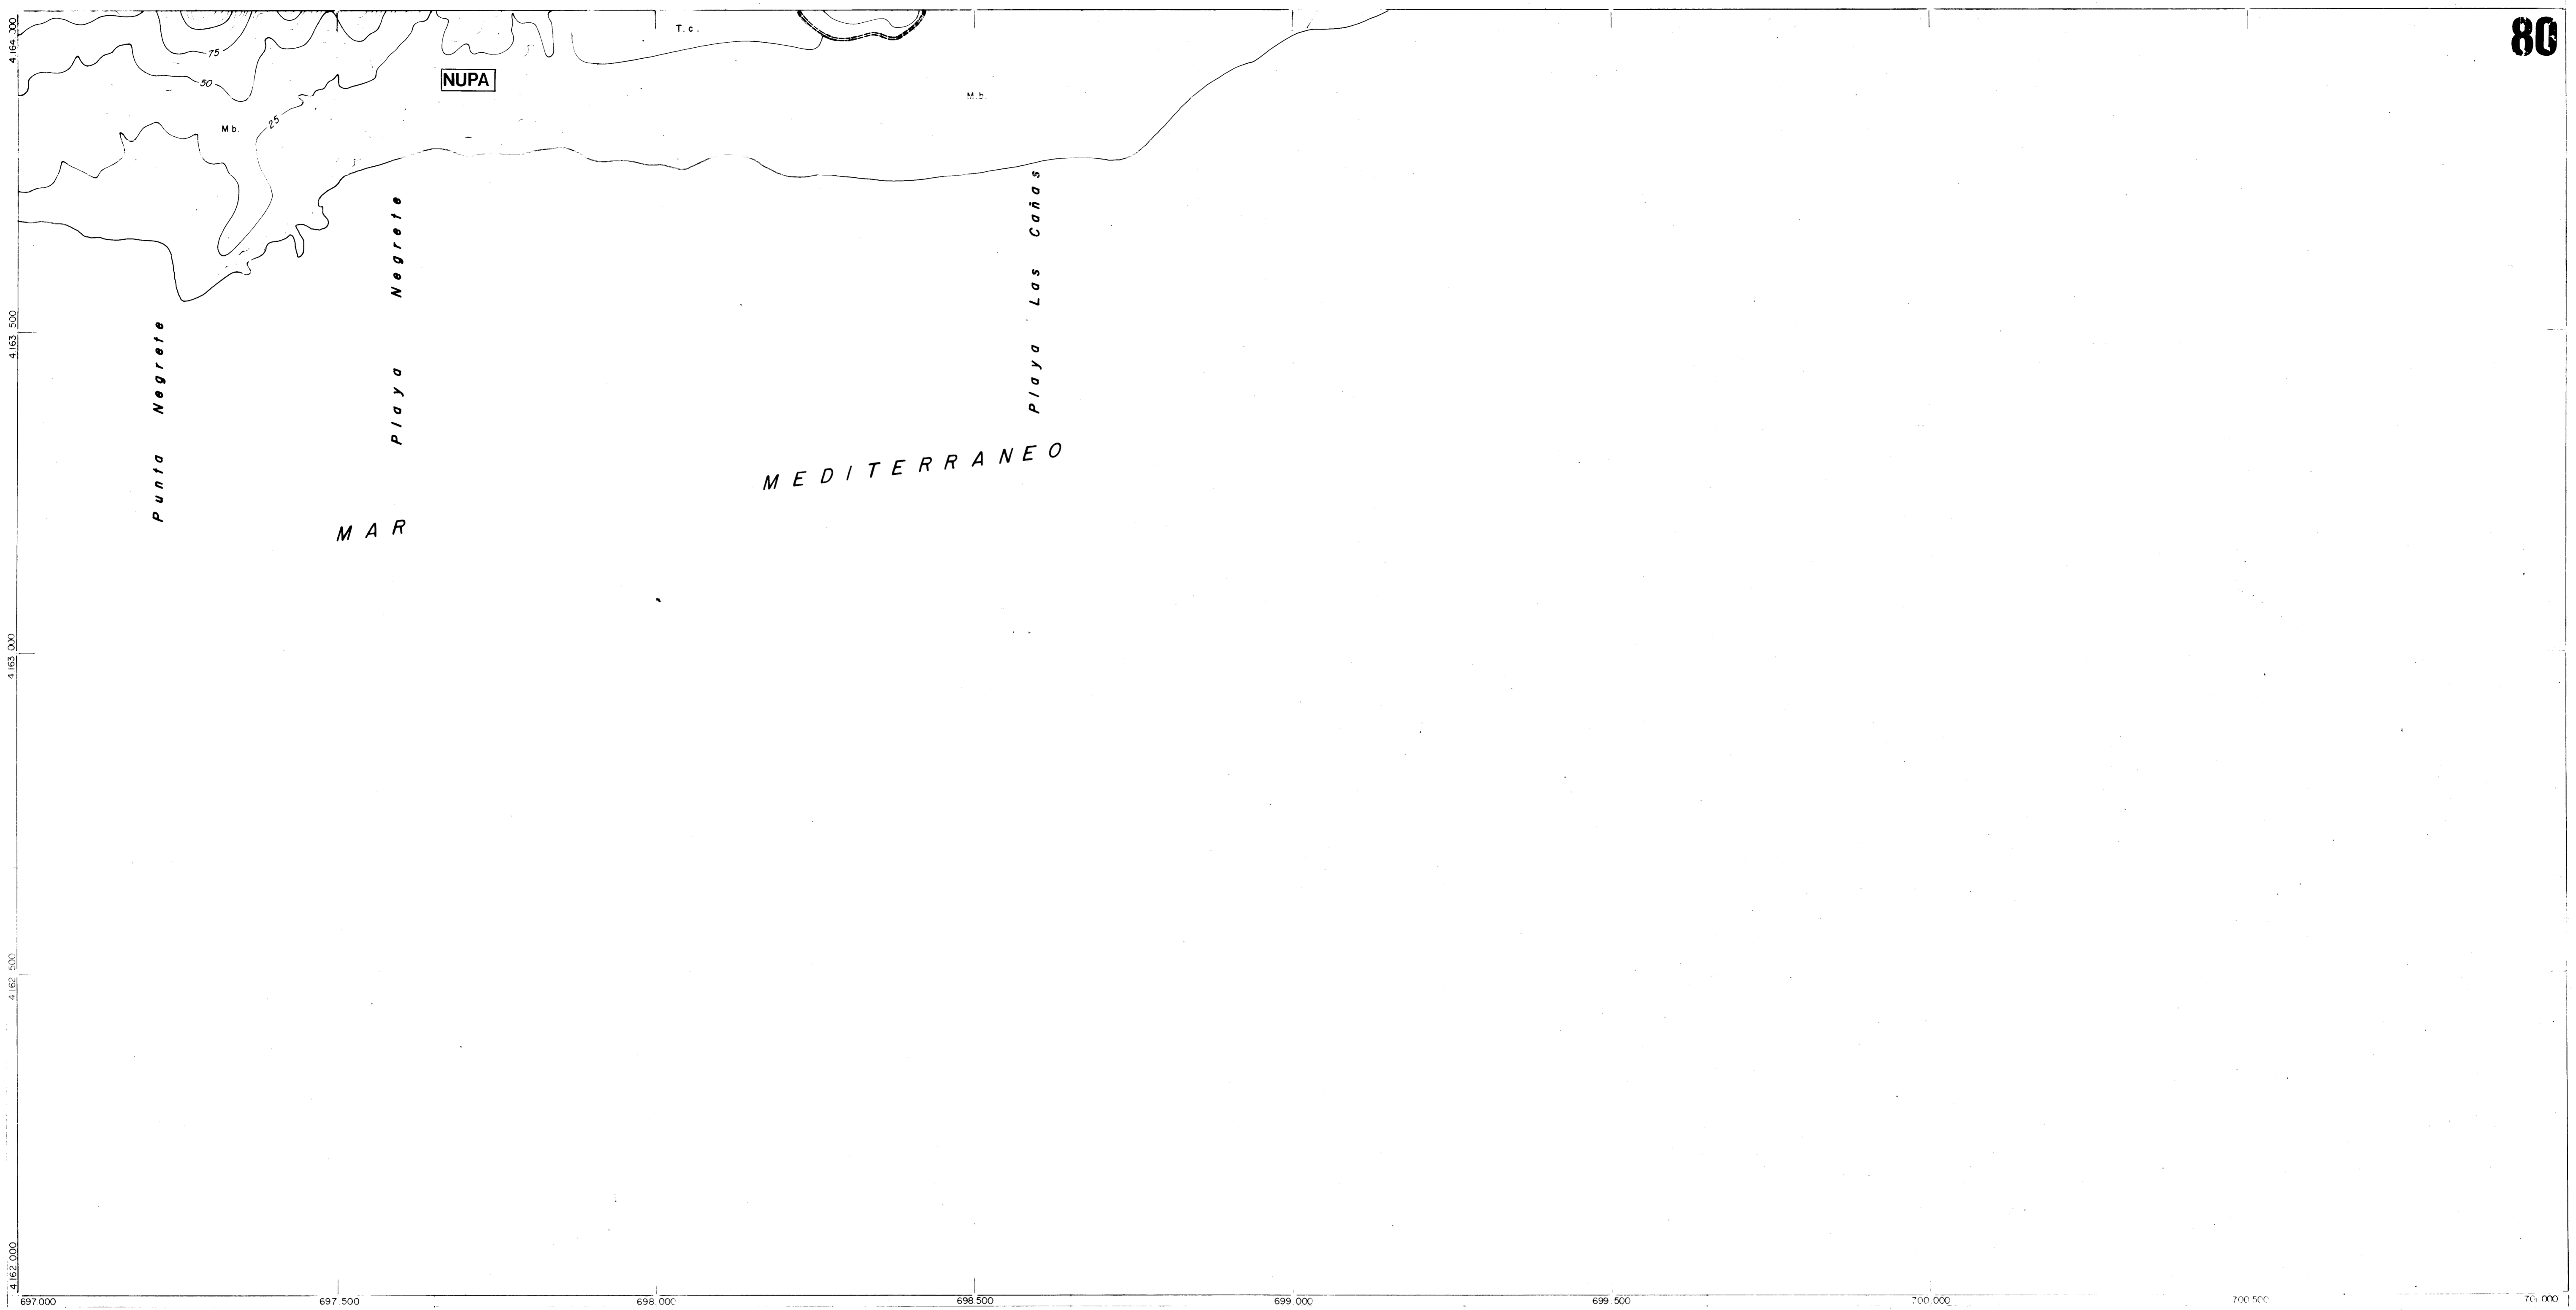 80
T.c.
75
NUPA
50
M b.
25
M b.
Punta Negrete
Playa Negrete
Playa Las Cañas
MAR MEDITERRANEO
4.164 000
4.163 500
4.163 000
4.162 500
4.162 000
697.000
697.500
698.000
698.500
699.000
699.500
700.000
700.500
701.000